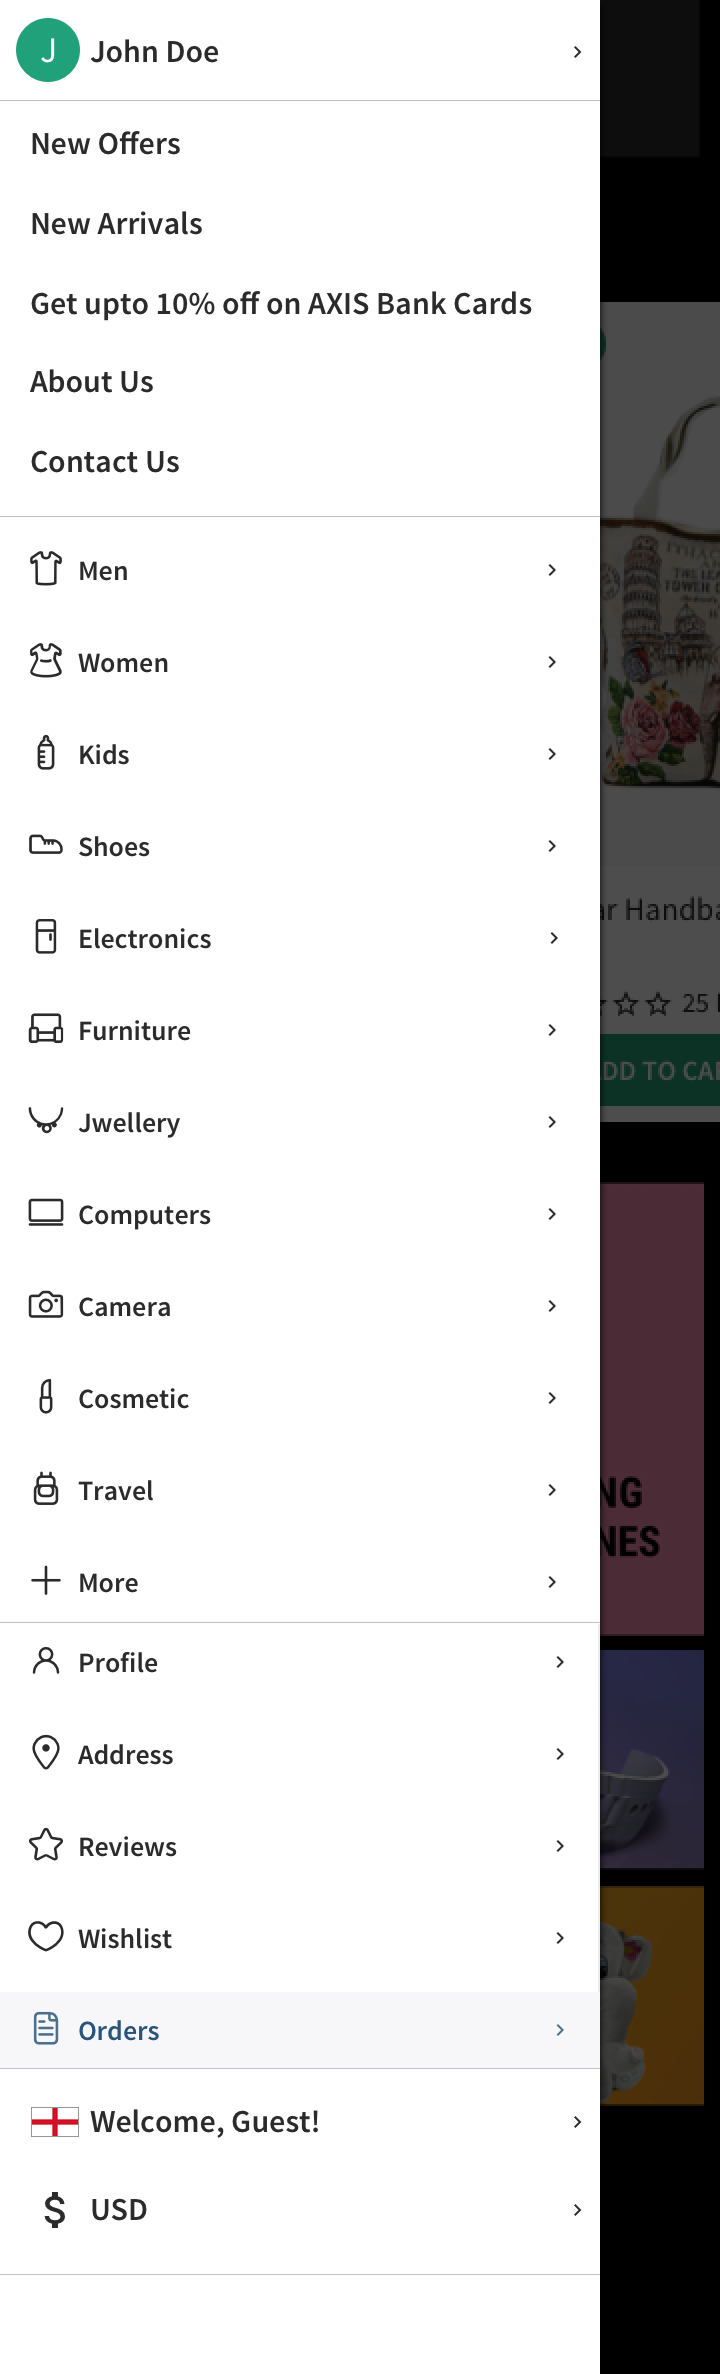 J John Doe
New Offers
New Arrivals
Get upto 10% off on AXIS Bank Cards
About Us
Contact Us
Men
Women
Kids
Shoes
Electronics
Furniture
Jwellery
Computers
Camera
Cosmetic
Travel
More
Profile
Address
Reviews
Wishlist
Orders
Welcome, Guest!
$ USD
ar Handba
25
DD TO CAR
NG
NES